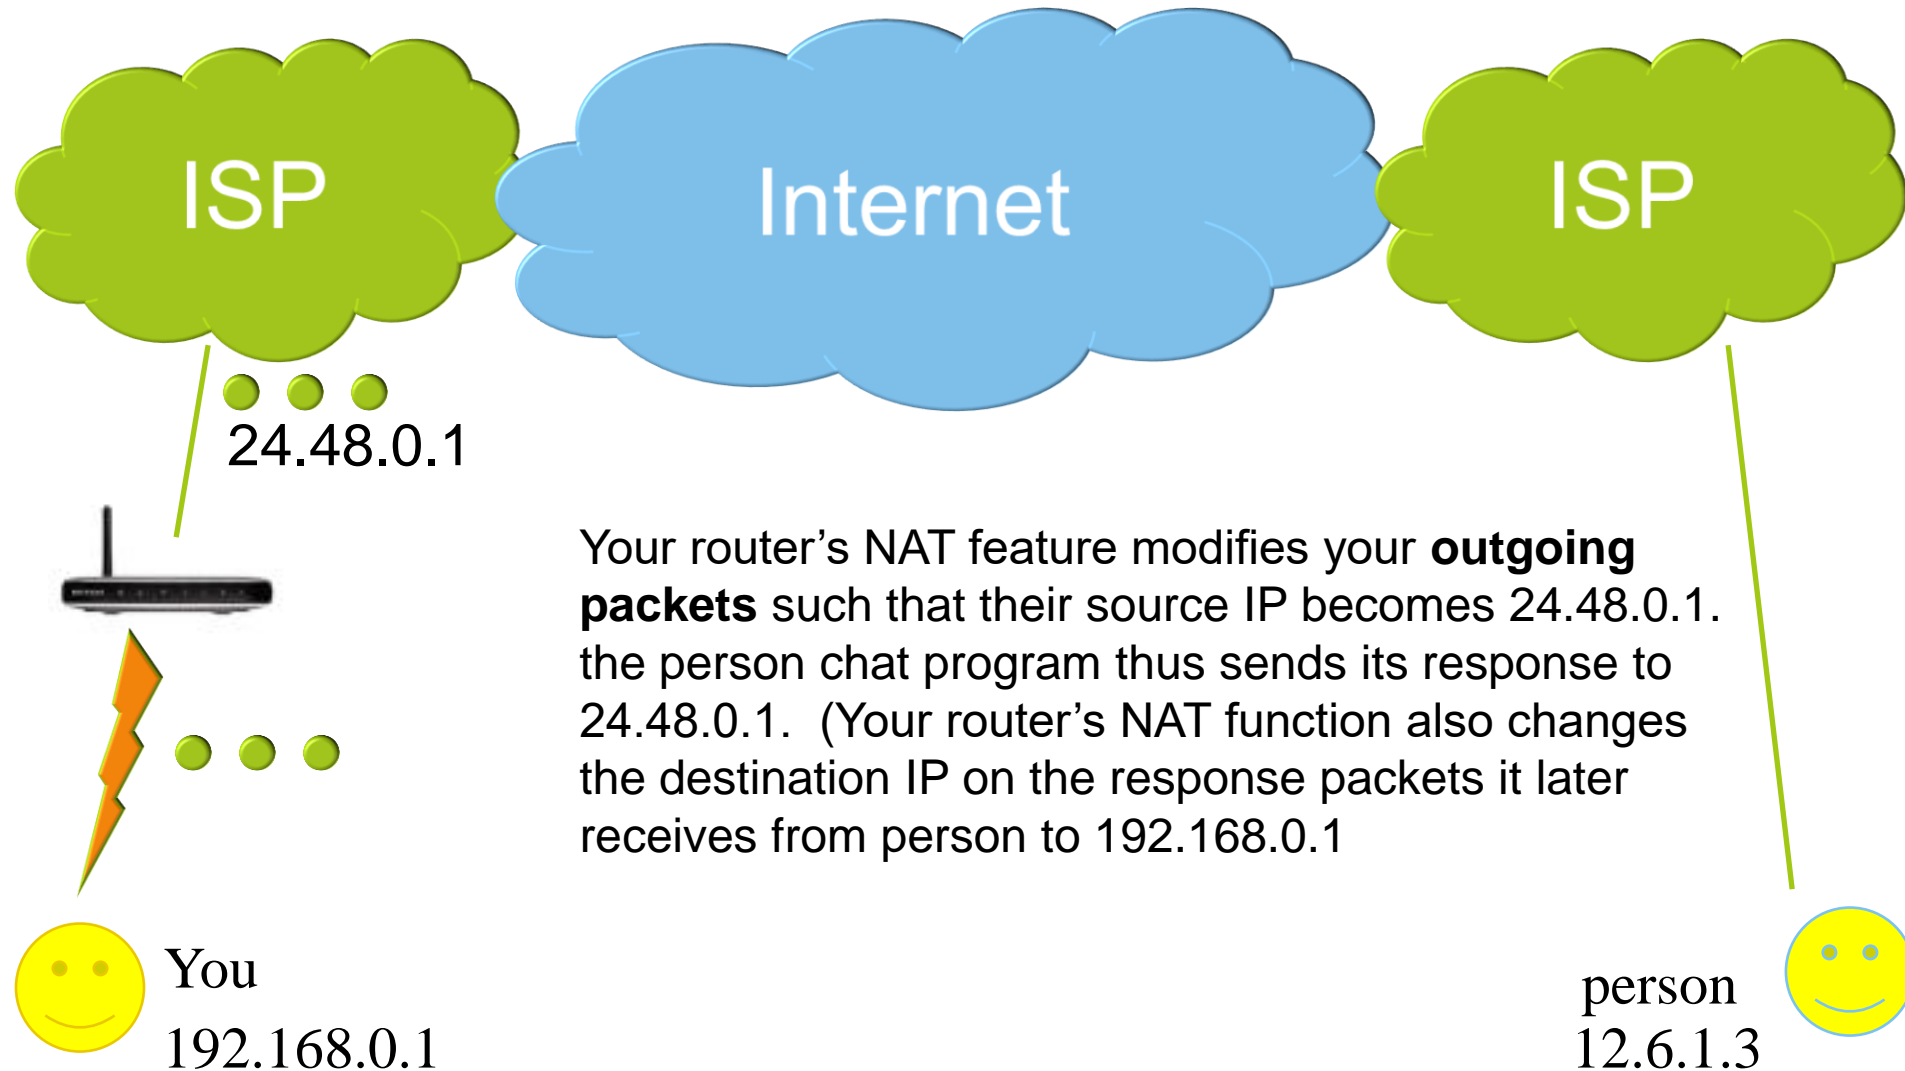 ISP
Internet
ISP
24.48.0.1
Your router’s NAT feature modifies your outgoing
packets such that their source IP becomes 24.48.0.1.
the person chat program thus sends its response to
24.48.0.1.  (Your router’s NAT function also changes
the destination IP on the response packets it later
receives from person to 192.168.0.1
You
192.168.0.1
person
12.6.1.3